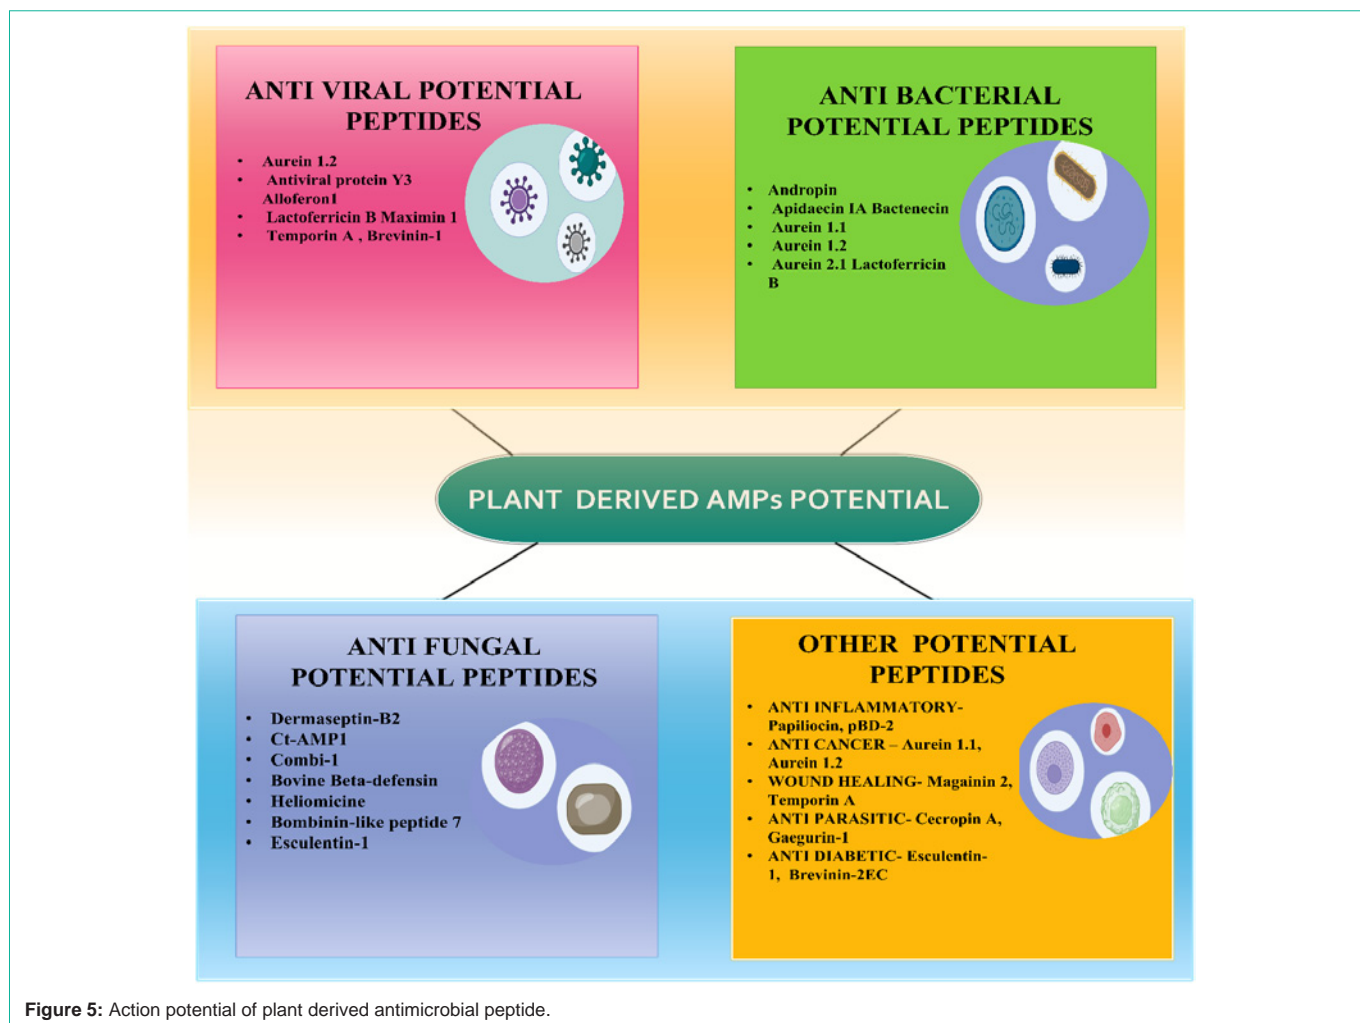 ANTI VIRAL POTENTIAL
PEPTIDES
• Aurein 1.2
• Antiviral protein Y3
Alloferon1
• Lactoferricin B Maximin 1
• Temporin A , Brevinin-1
ANTI BACTERIAL
POTENTIAL PEPTIDES
• Andropin
• Apidaecin IA Bactenecin
• Aurein 1.1
• Aurein 1.2
• Aurein 2.1 Lactoferricin
B
PLANT DERIVED AMPs POTENTIAL
ANTI FUNGAL
POTENTIAL PEPTIDES
• Dermaseptin-B2
• Ct-AMP1
• Combi-1
• Bovine Beta-defensin
• Heliomicine
• Bombinin-like peptide 7
• Esculentin-1
OTHER POTENTIAL
PEPTIDES
• ANTI INFLAMMATORY-
Papiliocin, pBD-2
• ANTI CANCER – Aurein 1.1,
Aurein 1.2
• WOUND HEALING- Magainin 2,
Temporin A
• ANTI PARASITIC- Cecropin A,
Gaegurin-1
• ANTI DIABETIC- Esculentin-
1, Brevinin-2EC
Figure 5: Action potential of plant derived antimicrobial peptide.